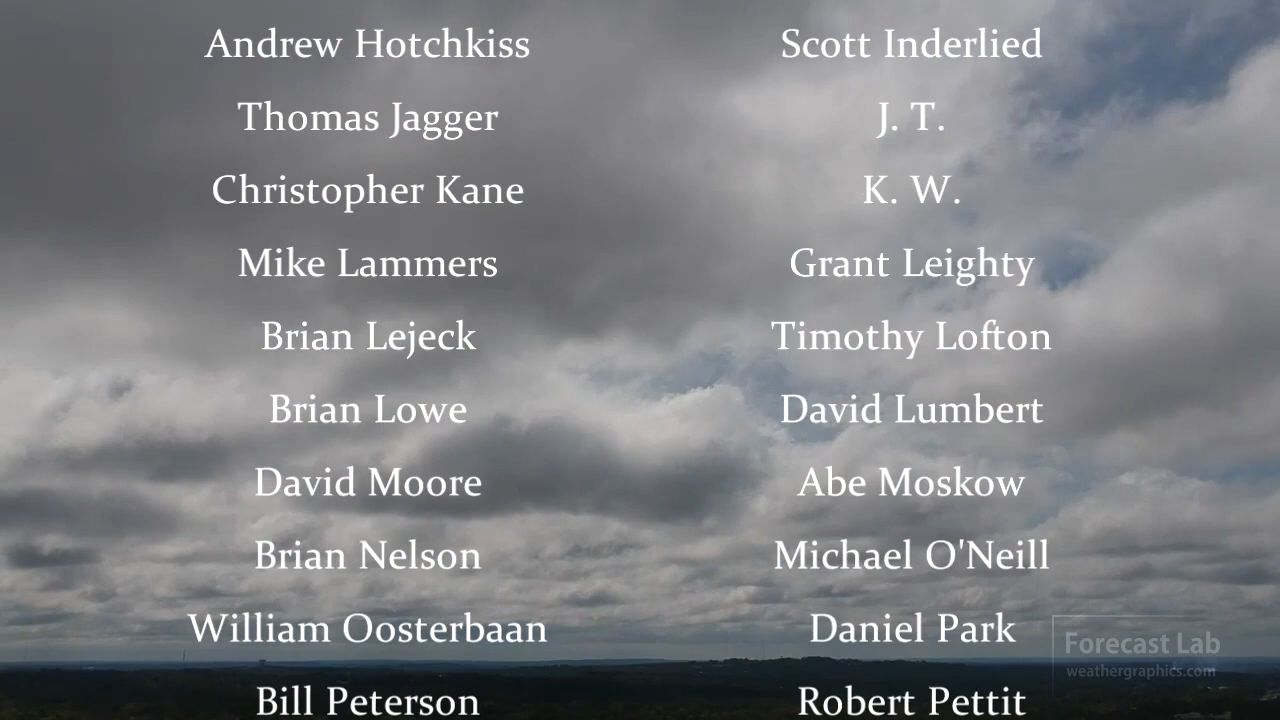 Andrew Hotchkiss
Thomas Jagger
Christopher Kane
Mike Lammers
Brian Lejeck
Brian Lowe
David Moore
Brian Nelson
William Oosterbaan
Bill Peterson
Scott Inderlied
J. T.
K. W.
Grant Leighty
Timothy Lofton
David Lumbert
Abe Moskow
Michael O'Neill
Daniel Park
Robert Pettit
Forecast Lab
weathergraphics.com